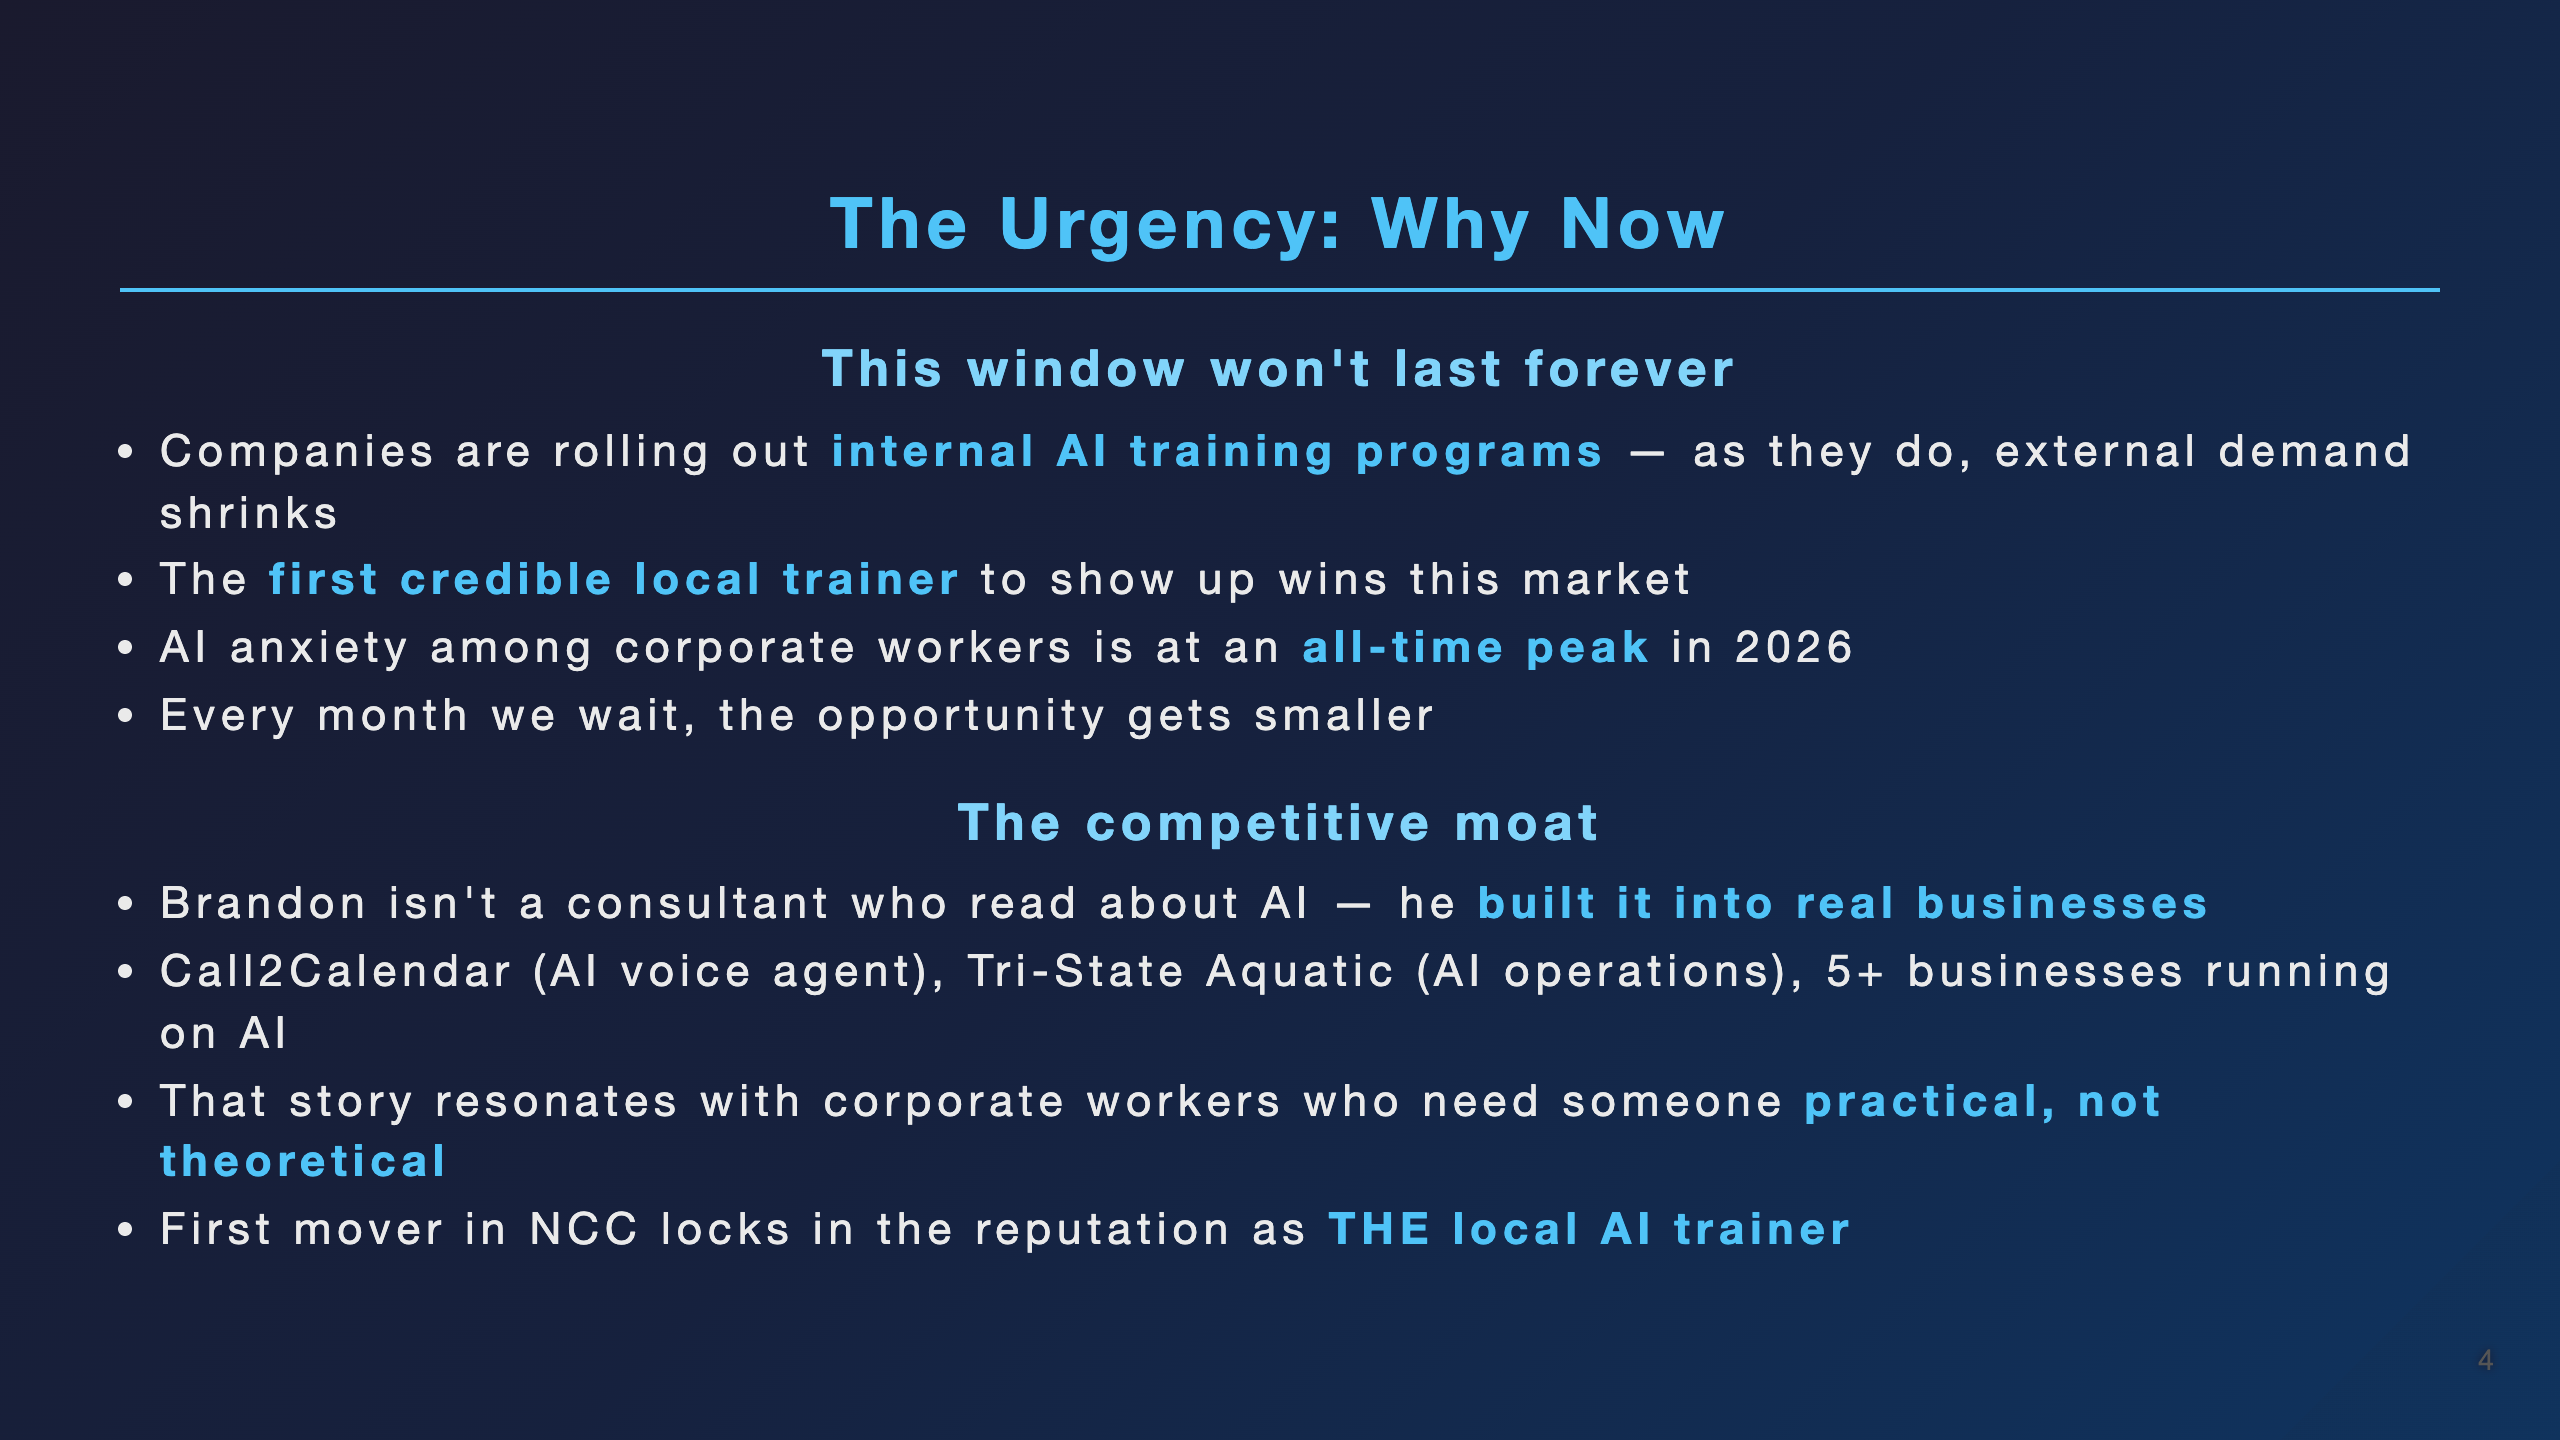 The Urgency: Why Now
This window won't last forever
• Companies are rolling out internal AI training programs — as they do, external demand
shrinks
• The first credible local trainer to show up wins this market
• AI anxiety among corporate workers is at an all-time peak in 2026
• Every month we wait, the opportunity gets smaller
The competitive moat
• Brandon isn't a consultant who read about AI — he built it into real businesses
• Call2Calendar (AI voice agent), Tri-State Aquatic (AI operations), 5+ businesses running
on AI
• That story resonates with corporate workers who need someone practical, not
theoretical
• First mover in NCC locks in the reputation as THE local AI trainer
4